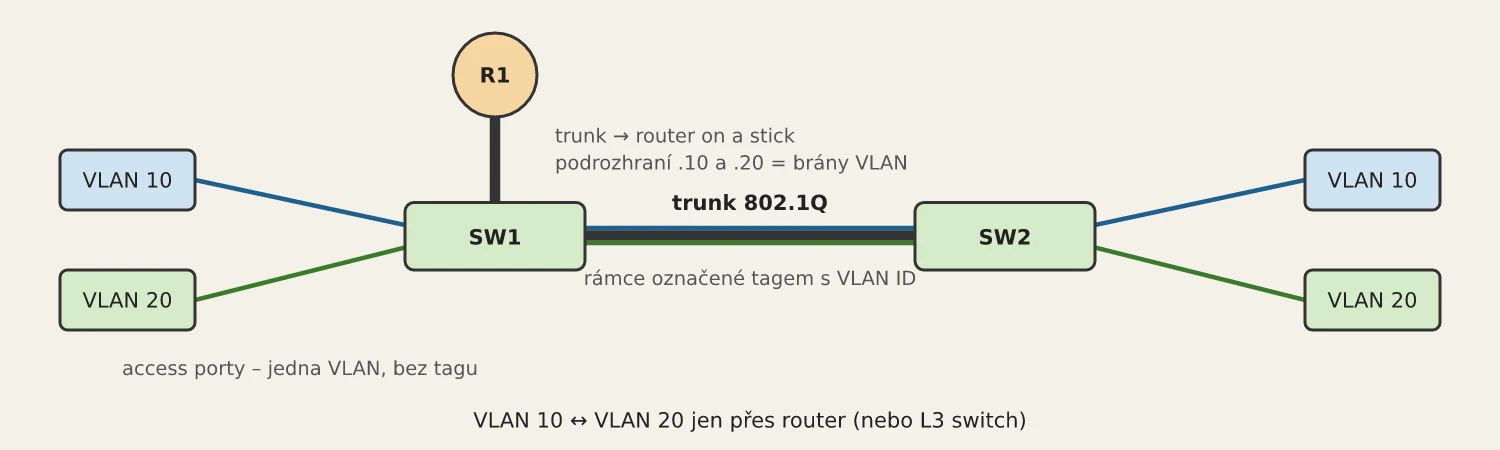 R1
trunk → router on a stick
podrozhraní .10 a .20 = brány VLAN
VLAN 10
VLAN 10
trunk 802.1Q
SW1
SW2
rámce označené tagem s VLAN ID
VLAN 20
VLAN 20
access porty – jedna VLAN, bez tagu
VLAN 10 ↔ VLAN 20 jen přes router (nebo L3 switch)